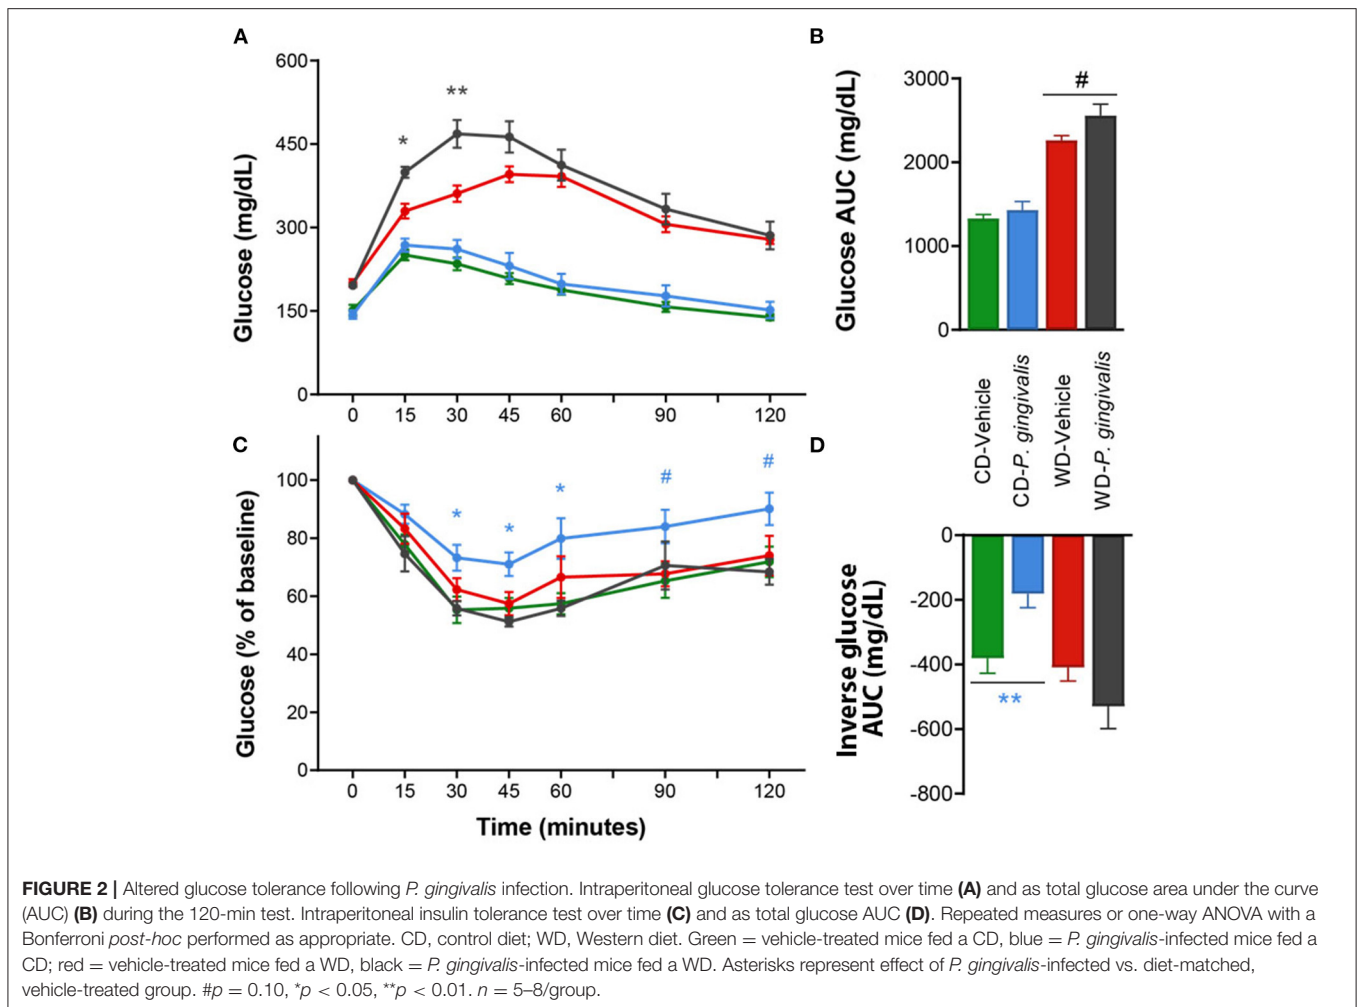 A
B
600
450
300
150
0
Glucose (mg/dL)
*
**
0 15 30 45 60 90 120
3000
2000
1000
0
Glucose AUC (mg/dL)
#
CD-Vehicle
CD-P. gingivalis
WD-Vehicle
WD-P. gingivalis
C
D
100
80
60
40
20
0
Glucose (% of baseline)
*
*
*
#
#
0 15 30 45 60 90 120
Time (minutes)
0
-200
-400
-600
-800
Inverse glucose
AUC (mg/dL)
**
FIGURE 2 | Altered glucose tolerance following P. gingivalis infection. Intraperitoneal glucose tolerance test over time (A) and as total glucose area under the curve
(AUC) (B) during the 120-min test. Intraperitoneal insulin tolerance test over time (C) and as total glucose AUC (D). Repeated measures or one-way ANOVA with a
Bonferroni post-hoc performed as appropriate. CD, control diet; WD, Western diet. Green = vehicle-treated mice fed a CD, blue = P. gingivalis-infected mice fed a
CD; red = vehicle-treated mice fed a WD, black = P. gingivalis-infected mice fed a WD. Asterisks represent effect of P. gingivalis-infected vs. diet-matched,
vehicle-treated group. #p = 0.10, *p < 0.05, **p < 0.01. n = 5–8/group.